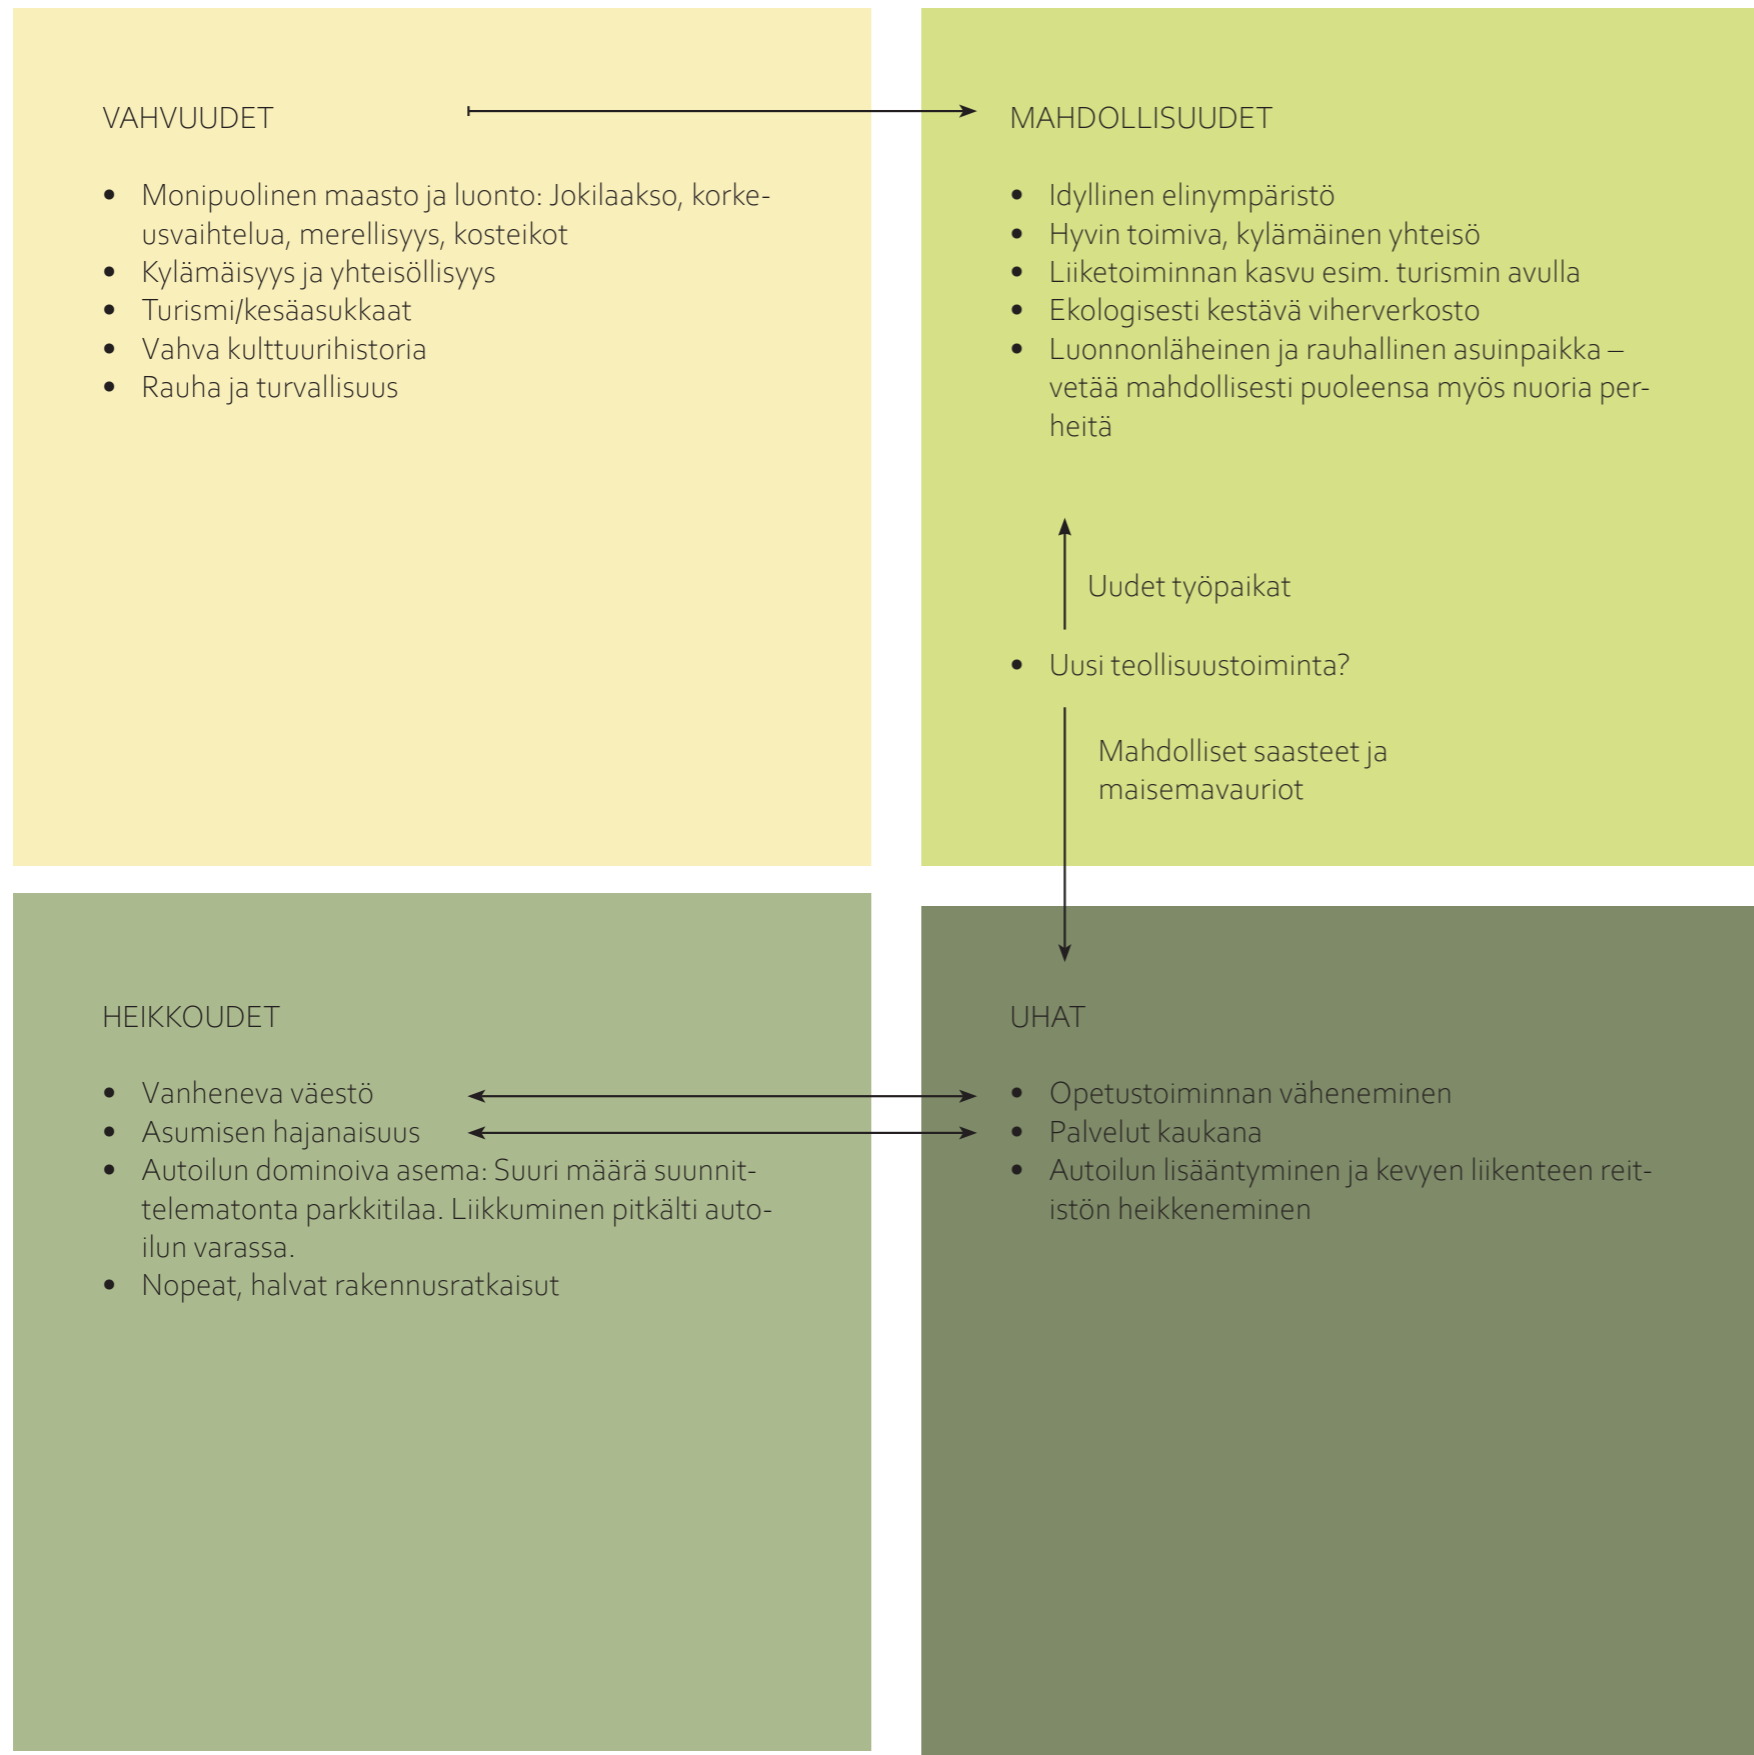 VAHVUUDET
• Monipuolinen maasto ja luonto: Jokilaakso, korke-
usvaihtelua, merellisyys, kosteikot
• Kylämäisyys ja yhteisöllisyys
• Turismi/kesäasukkaat
• Vahva kulttuurihistoria
• Rauha ja turvallisuus
MAHDOLLISUUDET
• Idyllinen elinympäristö
• Hyvin toimiva, kylämäinen yhteisö
• Liiketoiminnan kasvu esim. turismin avulla
• Ekologisesti kestävä viherverkosto
• Luonnonläheinen ja rauhallinen asuinpaikka –
vetää mahdollisesti puoleensa myös nuoria per-
heitä
Uudet työpaikat
• Uusi teollisuustoiminta?
Mahdolliset saasteet ja
maisemavauriot
HEIKKOUDET
• Vanheneva väestö
• Asumisen hajanaisuus
• Autoilun dominoiva asema: Suuri määrä suunnit-
telematonta parkkitilaa. Liikkuminen pitkälti auto-
ilun varassa.
• Nopeat, halvat rakennusratkaisut
UHAT
• Opetustoiminnan väheneminen
• Palvelut kaukana
• Autoilun lisääntyminen ja kevyen liikenteen reit-
istön heikkeneminen